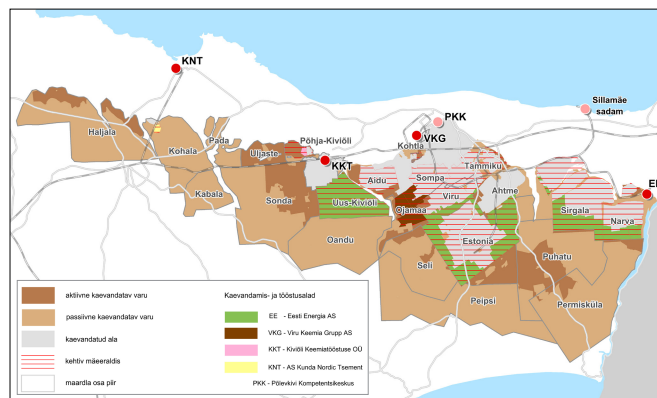 KNT
PKK
Sillamäe
sadam
Haljala
Kohala
Pada
Kabala
Uljaste
Põhja-Kiviõli
KKT
Kohtla
VKG
Tammiku
Aidu
Sompa
Ahtme
Sonda
Uus-Kiviõli
Ojamaa
Viru
Sirgala
Narva
Oandu
Estonia
Seli
Puhatu
Peipsi
Permisküla
aktiivne kaevandatav varu
passiivne kaevandatav varu
kaevandatud ala
kehtiv mäeeraldis
maardla osa piir
Kaevandamis- ja tööstusalad
EE - Eesti Energia AS
VKG - Viru Keemia Grupp AS
KKT - Kiviõli Keemiatööstuse OÜ
KNT - AS Kunda Nordic Tsement
PKK - Põlevkivi Kompetentsikeskus